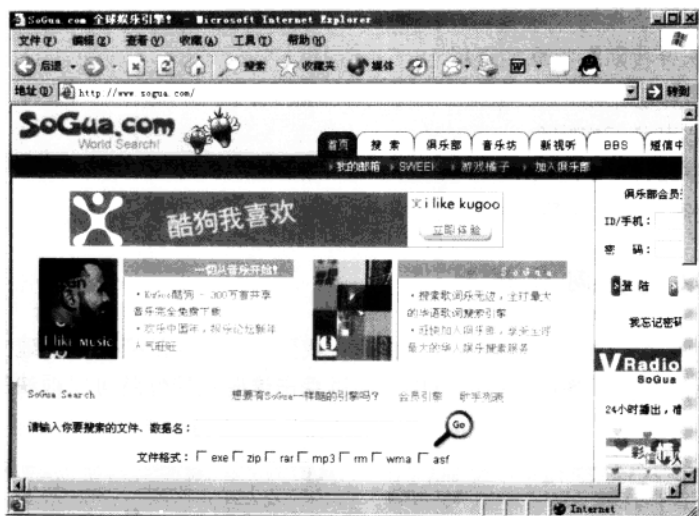 SoGua.com 全球娱乐引擎! - Microsoft Internet Explorer
文件(F) 编辑(E) 查看(V) 收藏(A) 工具(T) 帮助(H)
后退 搜索 收藏夹 媒体
地址(D) http://www.sogua.com/ 转到
SoGua.com
World Search!
首页 搜索 俱乐部 音乐坊 新视听 BBS 短信中
我的邮箱 SWEEK 游戏橘子 加入俱乐部
酷狗我喜欢
文 i like kugoo
立即体验
俱乐部会员
ID/手机:
密 码:
登陆
我忘记密码
一切从音乐开始!
· KuGoo酷狗 - 300万首共享
音乐完全免费下载
· 欢乐中国年,娱乐论坛新年
人气旺旺
I like MUSIC
SoGua
· 搜索歌词乐无边,全球最大
的华语歌词搜索引擎
· 赶快加入俱乐部,享受全球
最大的华人娱乐搜索服务
V Radio
SoGua
24小时播出,
SoGua Search 想要有SoGua一样酷的引擎吗? 会员引擎 歌手列表
请输入你要搜索的文件、数据名: Go
文件格式: exe zip rar mp3 rm wma asf
Internet